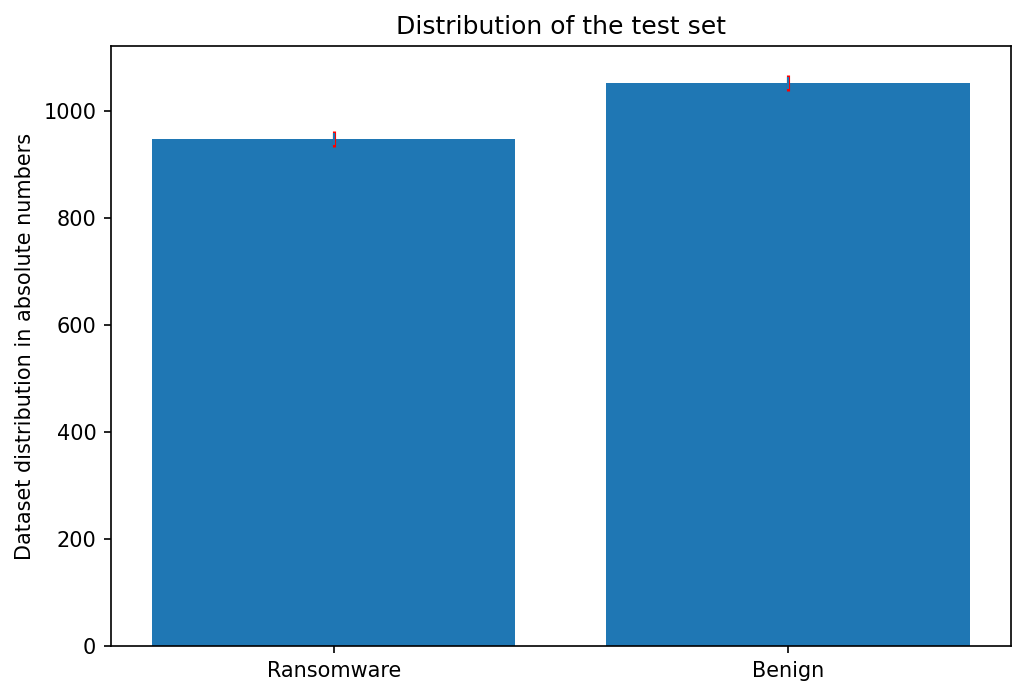 Distribution of the test set
Dataset distribution in absolute numbers
1000
800
600
400
200
0
Ransomware
Benign